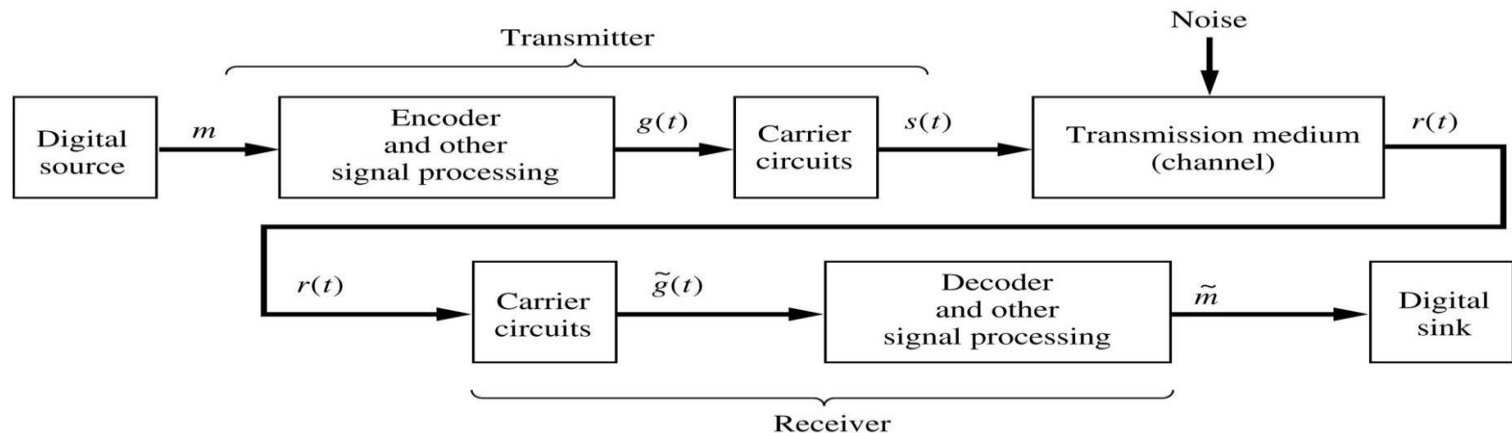 Transmitter
Noise
Digital
source
m
Encoder
and other
signal processing
g(t)
Carrier
circuits
s(t)
Transmission medium
(channel)
r(t)
r(t)
Carrier
circuits
g̃(t)
Decoder
and other
signal processing
m̃
Digital
sink
Receiver